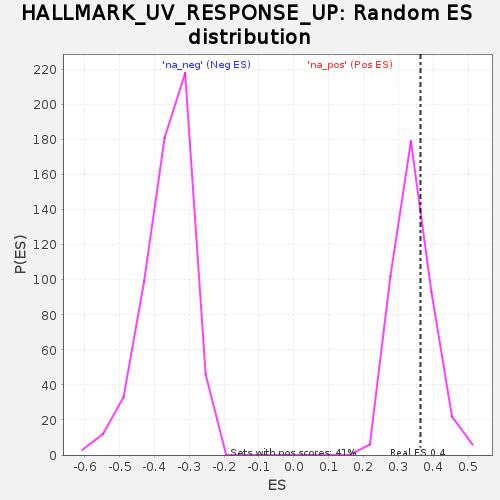 HALLMARK_UV_RESPONSE_UP: Random ES
distribution
'na_neg' (Neg ES)
'na_pos' (Pos ES)
220
200
180
160
140
120
100
80
60
40
20
0
P(ES)
Sets with pos scores: 41%
Real ES 0.4
-0.6 -0.5 -0.4 -0.3 -0.2 -0.1 0.0 0.1 0.2 0.3 0.4 0.5
ES